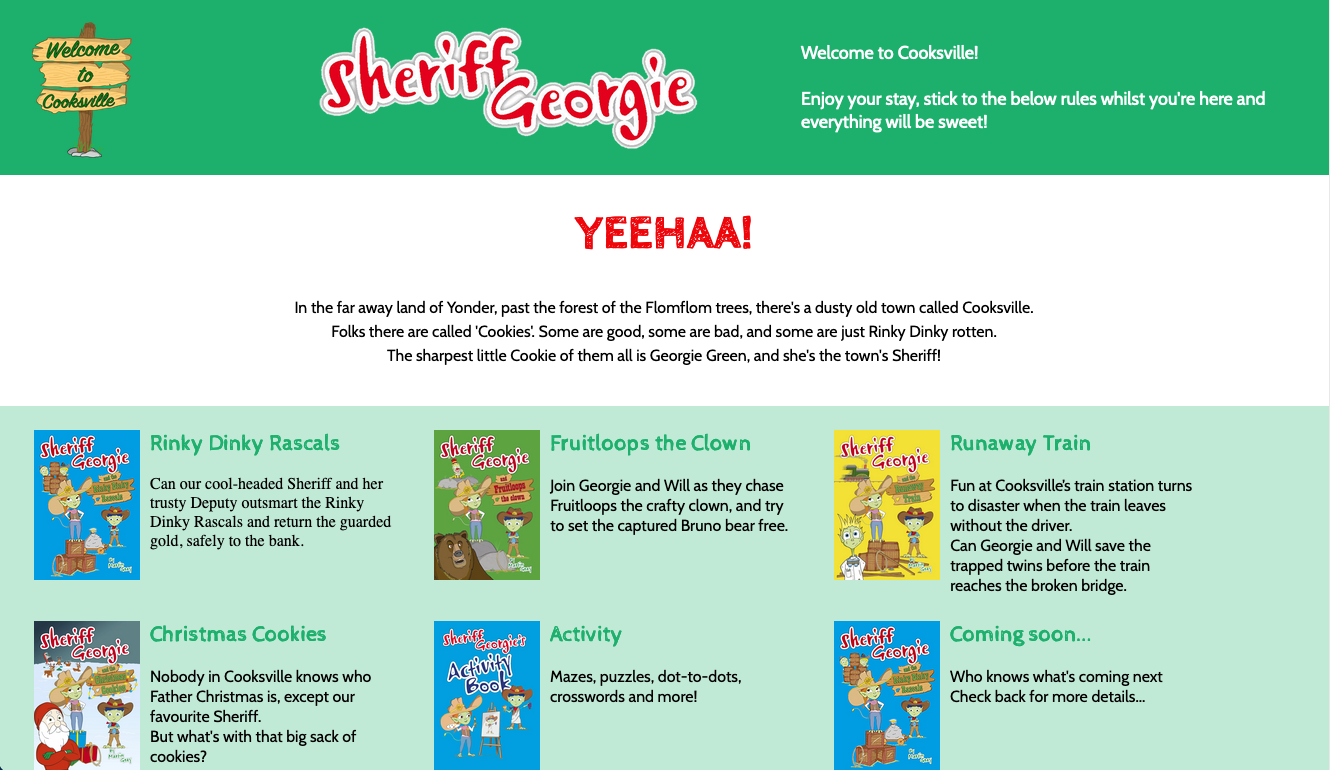 Welcome
to
Cooksville
Sheriff
Georgie
Welcome to Cooksville!
Enjoy your stay, stick to the below rules whilst you're here and
everything will be sweet!
YEEHAA!
In the far away land of Yonder, past the forest of the Flomflom trees, there's a dusty old town called Cooksville.
Folks there are called 'Cookies'. Some are good, some are bad, and some are just Rinky Dinky rotten.
The sharpest little Cookie of them all is Georgie Green, and she's the town's Sheriff!
Sheriff
Georgie
and the
Rinky Dinky
Rascals
Rinky Dinky Rascals
Can our cool-headed Sheriff and her
trusty Deputy outsmart the Rinky
Dinky Rascals and return the guarded
gold, safely to the bank.
Sheriff
Georgie
and
Fruitloops
the clown
Fruitloops the Clown
Join Georgie and Will as they chase
Fruitloops the crafty clown, and try
to set the captured Bruno bear free.
Sheriff
Georgie
and the
Runaway
Train
Runaway Train
Fun at Cooksville's train station turns
to disaster when the train leaves
without the driver.
Can Georgie and Will save the
trapped twins before the train
reaches the broken bridge.
Sheriff
Georgie
and the
Christmas
Cookies
Christmas Cookies
Nobody in Cooksville knows who
Father Christmas is, except our
favourite Sheriff.
But what's with that big sack of
cookies?
Sheriff Georgie's
Activity
Book
Activity
Mazes, puzzles, dot-to-dots,
crosswords and more!
Sheriff
Georgie
and the
Rinky Dinky
Rascals
Coming soon...
Who knows what's coming next
Check back for more details...